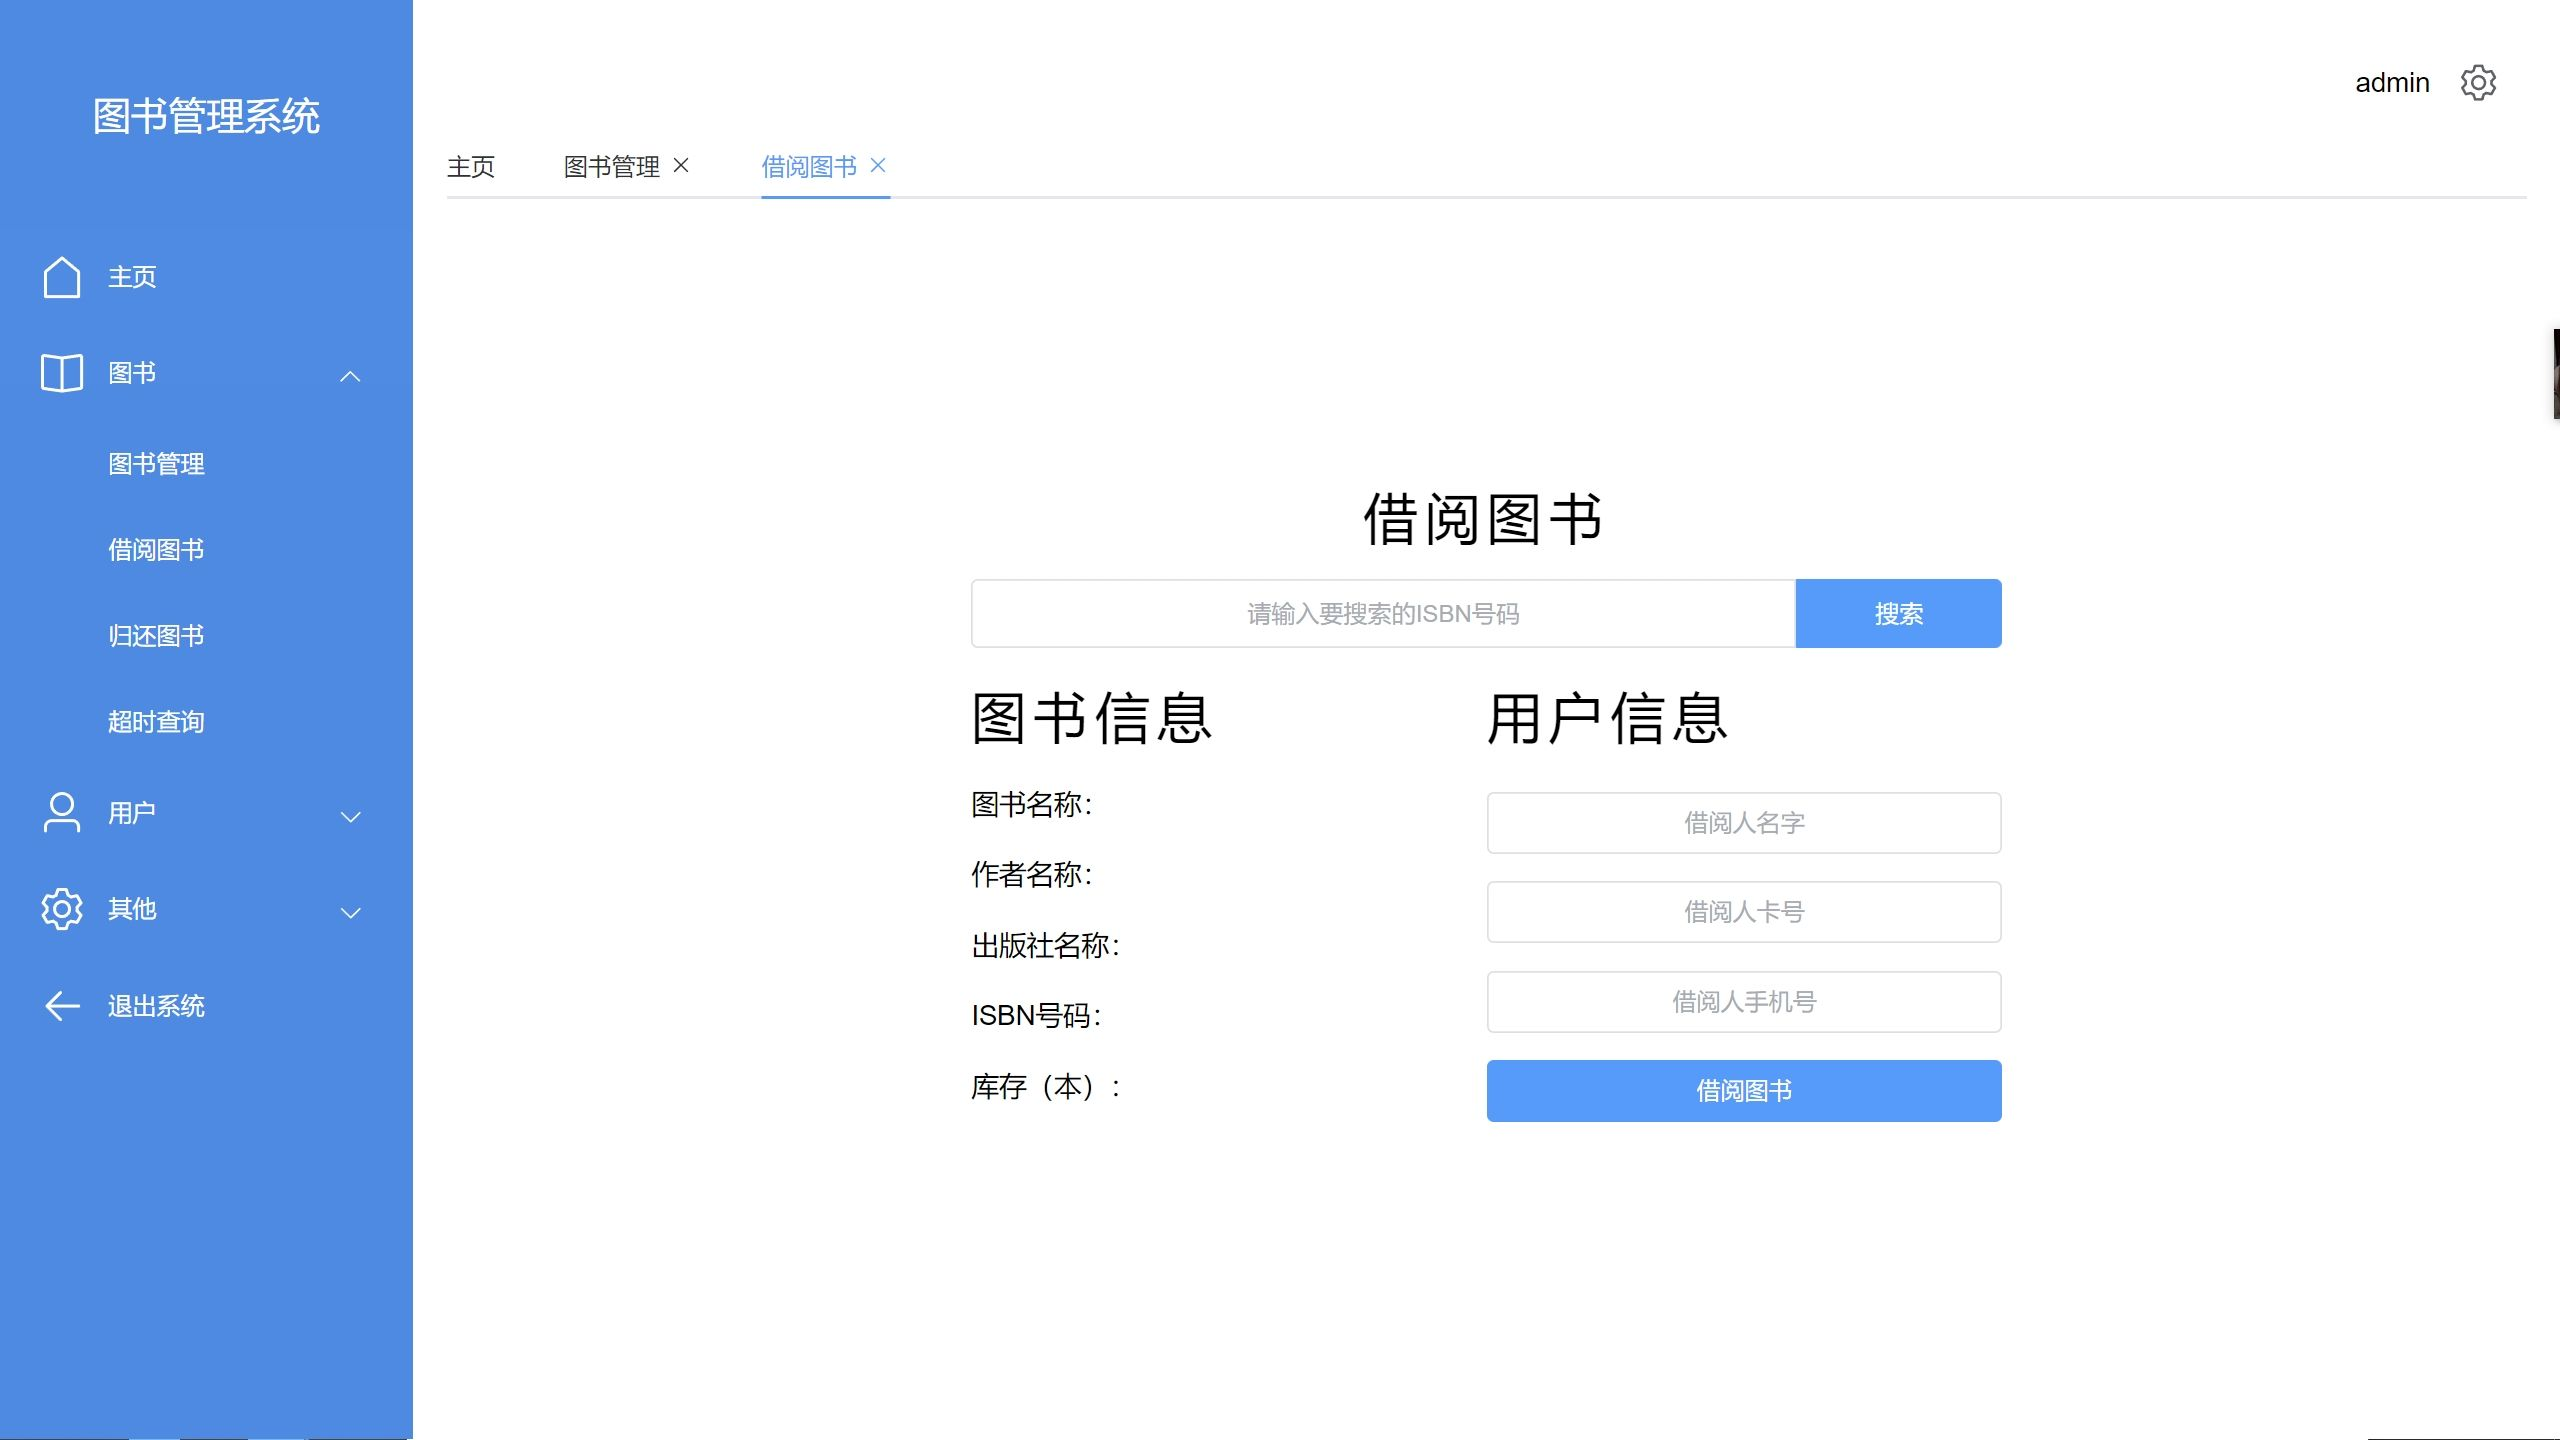 图书管理系统
主页
图书
图书管理
借阅图书
归还图书
超时查询
用户
其他
退出系统
admin
主页 图书管理 借阅图书
借阅图书
请输入要搜索的ISBN号码 搜索
图书信息
图书名称：
作者名称：
出版社名称：
ISBN号码：
库存（本）：
用户信息
借阅人名字
借阅人卡号
借阅人手机号
借阅图书